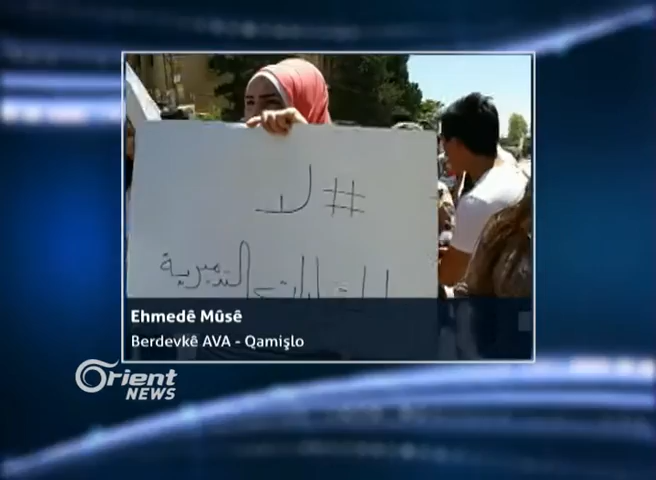 #لا
التدميرية
Ehmedê Mûsê
Berdevkê AVA - Qamişlo
Orient
NEWS